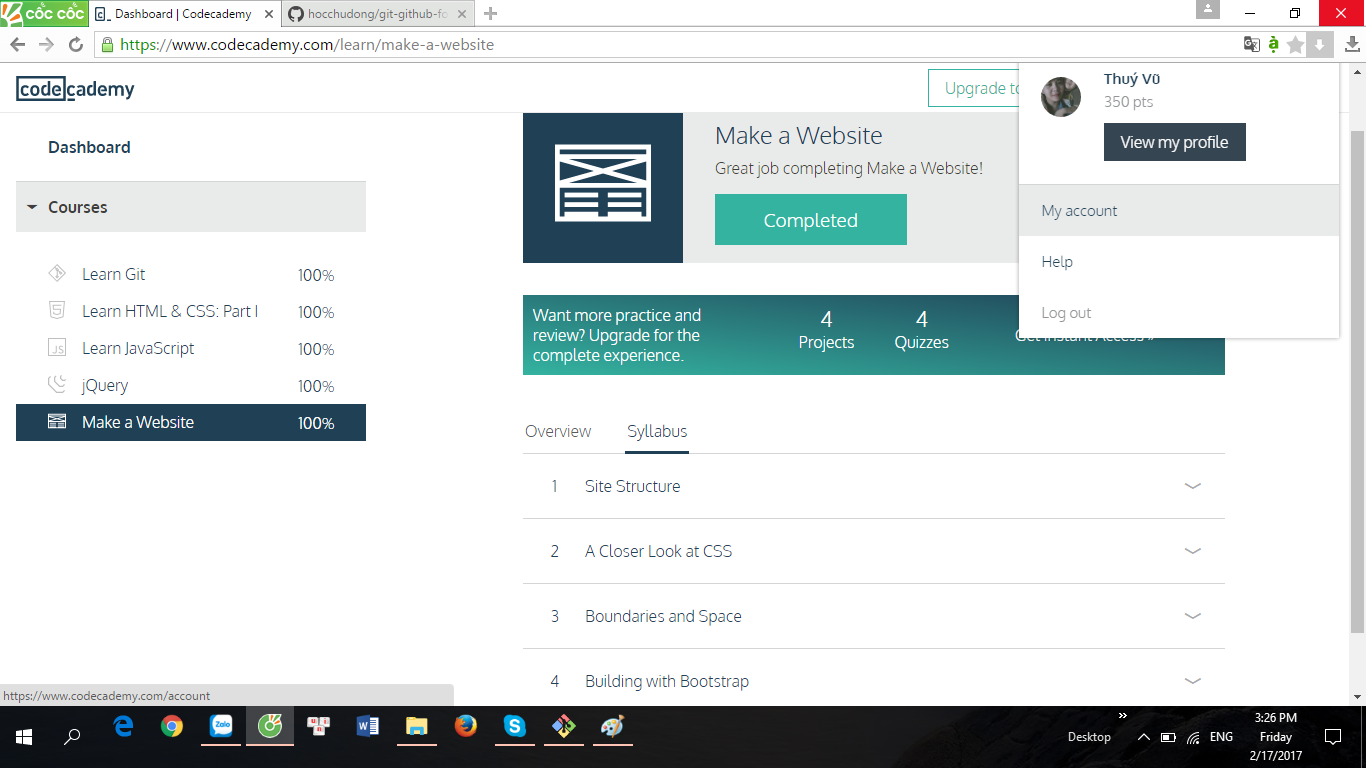 cốc cốc
Dashboard | Codecademy
hocchudong/git-github-fo
https://www.codecademy.com/learn/make-a-website
codecademy
Upgrade to
Thuý Vũ
350 pts
View my profile
My account
Help
Log out
Dashboard
Courses
Learn Git 100%
Learn HTML & CSS: Part I 100%
Learn JavaScript 100%
jQuery 100%
Make a Website 100%
Make a Website
Great job completing Make a Website!
Completed
Want more practice and
review? Upgrade for the
complete experience.
4
Projects
4
Quizzes
Get Instant Access »
Overview
Syllabus
1 Site Structure
2 A Closer Look at CSS
3 Boundaries and Space
4 Building with Bootstrap
https://www.codecademy.com/account
Zalo
Desktop
ENG
3:26 PM
Friday
2/17/2017